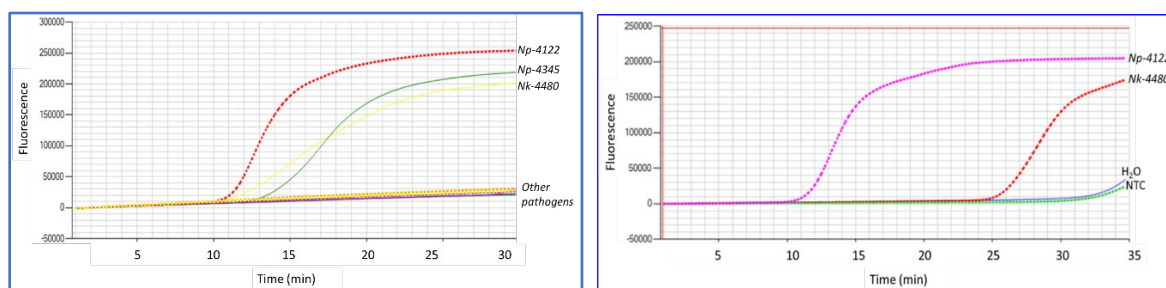 300000
250000
200000
150000
100000
50000
0
-50000
Fluorescence
5
10
15
20
25
30
Time (min)
Np-4122
Np-4345
Nk-4480
Other
pathogens
250000
200000
150000
100000
50000
0
-50000
Fluorescence
5
10
15
20
25
30
35
Time (min)
Np-4122
Nk-4480
H₂O
NTC